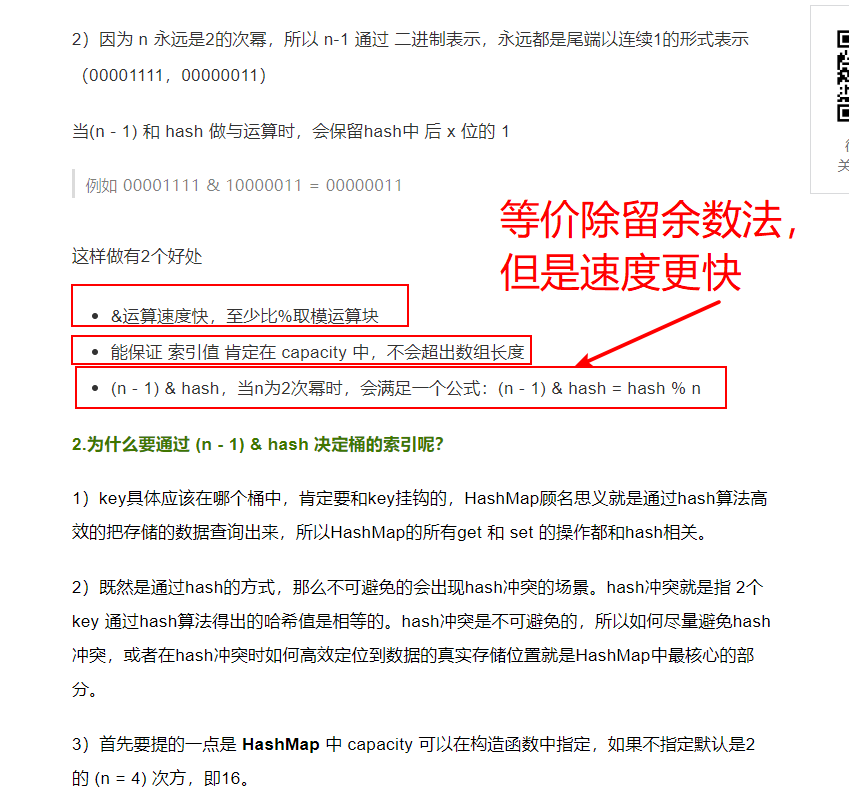 2）因为 n 永远是2的次幂，所以 n-1 通过 二进制表示，永远都是尾端以连续1的形式表示
（00001111，00000011）
当(n - 1) 和 hash 做与运算时，会保留hash中 后 x 位的 1
例如 00001111 & 10000011 = 00000011
等价除留余数法，
但是速度更快
这样做有2个好处
&运算速度快，至少比%取模运算块
能保证 索引值 肯定在 capacity 中，不会超出数组长度
(n - 1) & hash，当n为2次幂时，会满足一个公式：(n - 1) & hash = hash % n
2.为什么要通过 (n - 1) & hash 决定桶的索引呢？
1）key具体应该在哪个桶中，肯定要和key挂钩的，HashMap顾名思义就是通过hash算法高
效的把存储的数据查询出来，所以HashMap的所有get 和 set 的操作都和hash相关。
2）既然是通过hash的方式，那么不可避免的会出现hash冲突的场景。hash冲突就是指 2个
key 通过hash算法得出的哈希值是相等的。hash冲突是不可避免的，所以如何尽量避免hash
冲突，或者在hash冲突时如何高效定位到数据的真实存储位置就是HashMap中最核心的部
分。
3）首先要提的一点是 HashMap 中 capacity 可以在构造函数中指定，如果不指定默认是2
的 (n = 4) 次方，即16。
关